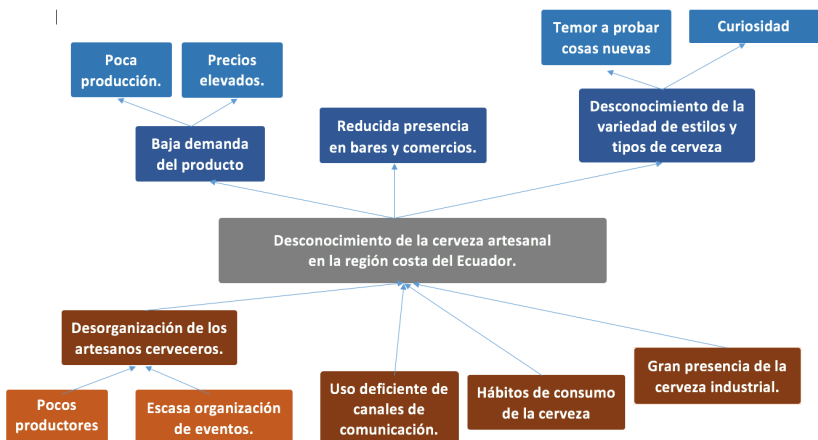 Temor a probar
cosas nuevas
Curiosidad
Poca
producción.
Precios
elevados.
Desconocimiento de la
variedad de estilos y
tipos de cerveza
Reducida presencia
en bares y comercios.
Baja demanda
del producto
Desconocimiento de la cerveza artesanal
en la región costa del Ecuador.
Desorganización de los
artesanos cerveceros.
Gran presencia de la
cerveza industrial.
Uso deficiente de
canales de
comunicación.
Hábitos de consumo
de la cerveza
Pocos
productores
Escasa organización
de eventos.